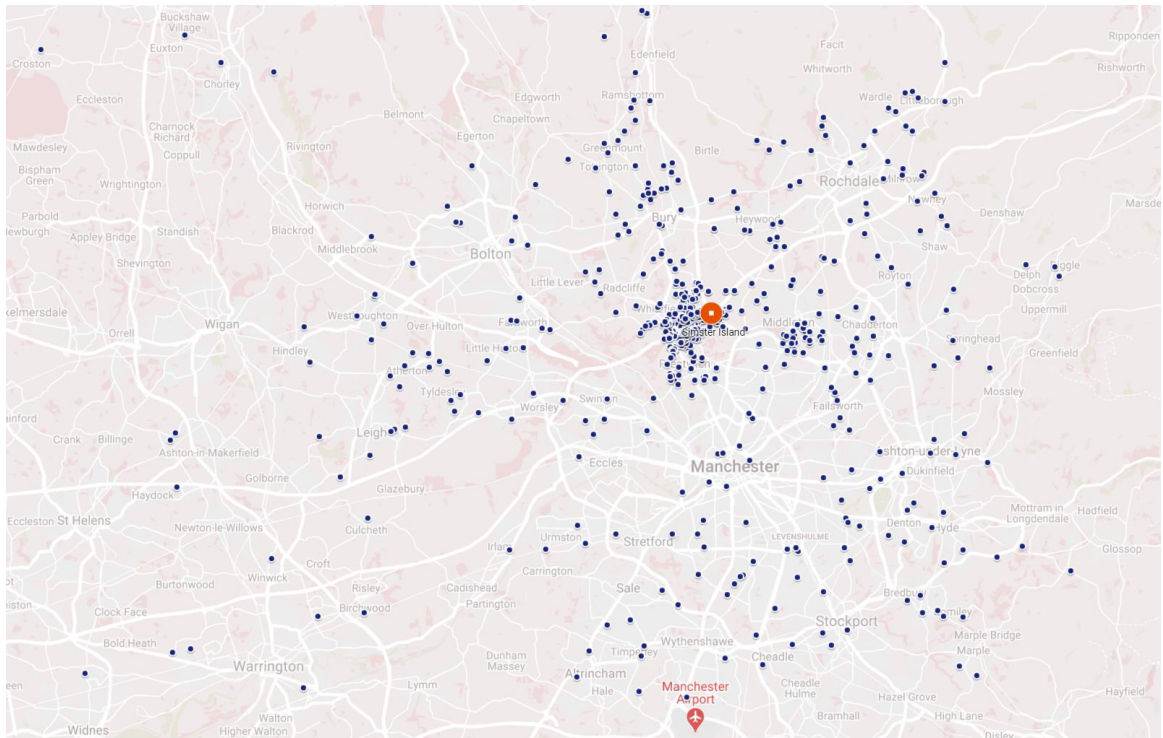 Buckshaw
Village
Croston
Euxton
Edenfield
Facit
Ripponden
Whitworth
Rishworth
Chorley
Eccleston
Edgworth
Ramsbottom
Wardle
Littleborough
Belmont
Chapeltown
Charnock
Richard
Egerton
Mawdesley
Rivington
Greenmount
Birtle
Coppull
Tottington
Bispham
Green
Wrightington
Rochdale
Milnrow
Horwich
Newhey
Marsde
Parbold
Standish
Blackrod
Bury
Heywood
Denshaw
Newburgh
Appley Bridge
Middlebrook
Bolton
Shaw
Shevington
Little Lever
Royton
Delph
Diggle
Radcliffe
Dobcross
kelmersdale
Westhoughton
Whitefield
Uppermill
Wigan
Over Hulton
Farnworth
Middleton
Chadderton
Orrell
Simister Island
Springhead
Hindley
Little Hulton
Greenfield
Prestwich
Atherton
Mossley
Tyldesley
Swinton
Worsley
Failsworth
ainford
Crank
Billinge
Leigh
Ashton-in-Makerfield
Ashton-under-Lyne
Eccles
Manchester
Dukinfield
Golborne
Haydock
Glazebury
Mottram in
Longdendale
Hadfield
Eccleston
St Helens
Newton-le-Willows
Culcheth
Denton
Hyde
Urmston
Stretford
LEVENSHULME
Irlam
Glossop
Croft
Carrington
Winwick
Burtonwood
Risley
Cadishead
Sale
Bredbury
Clock Face
Birchwood
Partington
Stockport
Romiley
Bold Heath
Wythenshawe
Marple Bridge
Timperley
Cheadle
Marple
Warrington
Dunham
Massey
Altrincham
Lymm
Hale
Manchester
Airport
Cheadle
Hulme
Hazel Grove
Hayfield
Walton
Bramhall
High Lane
Widnes
Higher Walton
Disley